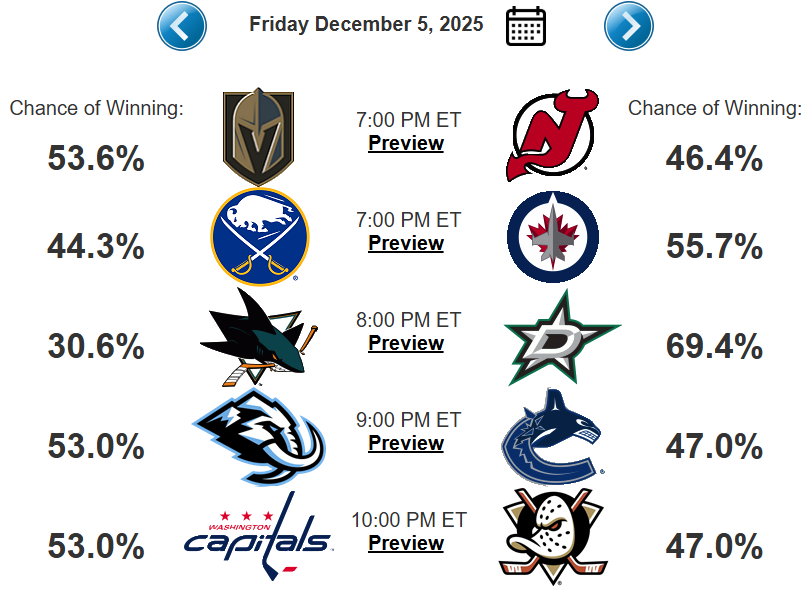 Friday December 5, 2025
Chance of Winning:
53.6%
7:00 PM ET
Preview
Chance of Winning:
46.4%
44.3%
7:00 PM ET
Preview
55.7%
30.6%
8:00 PM ET
Preview
D
69.4%
53.0%
9:00 PM ET
Preview
47.0%
53.0%
WASHINGTON
capitals
10:00 PM ET
Preview
47.0%